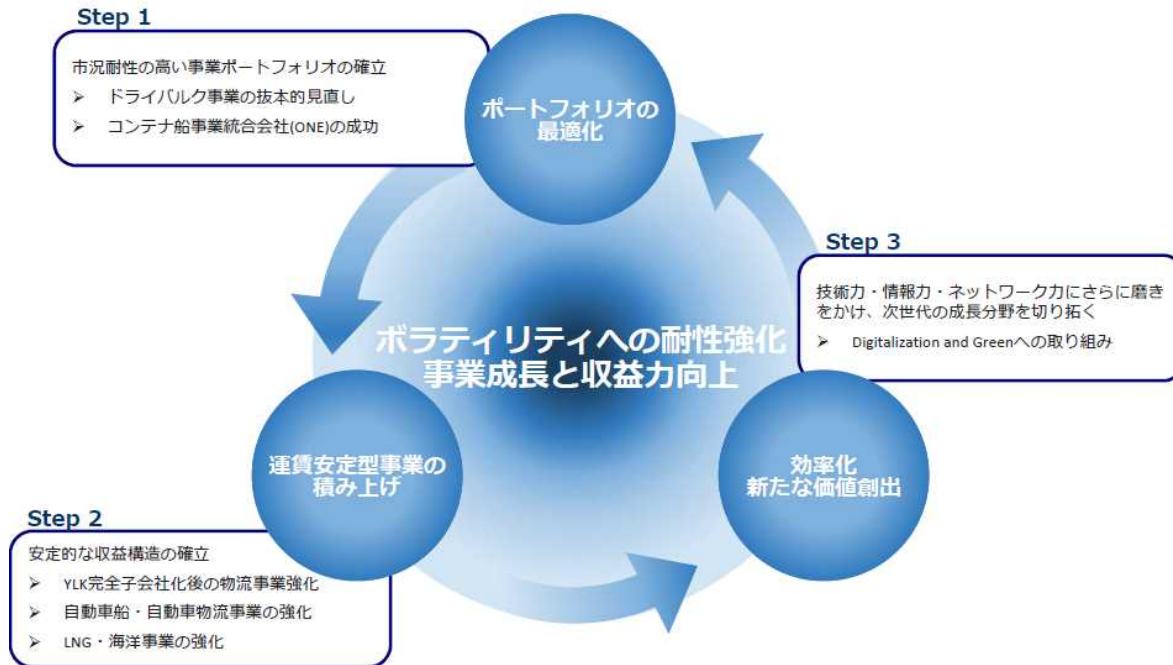 Step 1
市況耐性の高い事業ポートフォリオの確立
➢ ドライバルク事業の抜本的見直し
➢ コンテナ船事業統合会社(ONE)の成功
ポートフォリオの
最適化
Step 3
技術力・情報力・ネットワーク力にさらに磨き
をかけ、次世代の成長分野を切り拓く
➢ Digitalization and Greenへの取り組み
ボラティリティへの耐性強化
事業成長と収益力向上
運賃安定型事業の
積み上げ
効率化
新たな価値創出
Step 2
安定的な収益構造の確立
➢ YLK完全子会社化後の物流事業強化
➢ 自動車船・自動車物流事業の強化
➢ LNG・海洋事業の強化